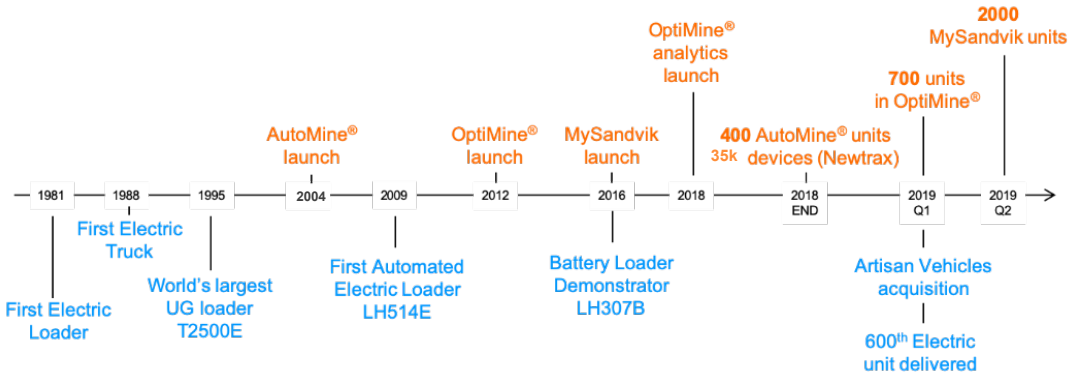 2000
MySandvik units
OptiMine®
analytics
launch
700 units
in OptiMine®
AutoMine®
launch
OptiMine®
launch
MySandvik
launch
400 AutoMine® units
35k devices (Newtrax)
1981
1988
1995
2004
2009
2012
2016
2018
2018
END
2019
Q1
2019
Q2
First Electric
Loader
First Electric
Truck
World's largest
UG loader
T2500E
First Automated
Electric Loader
LH514E
Battery Loader
Demonstrator
LH307B
Artisan Vehicles
acquisition
600th Electric
unit delivered